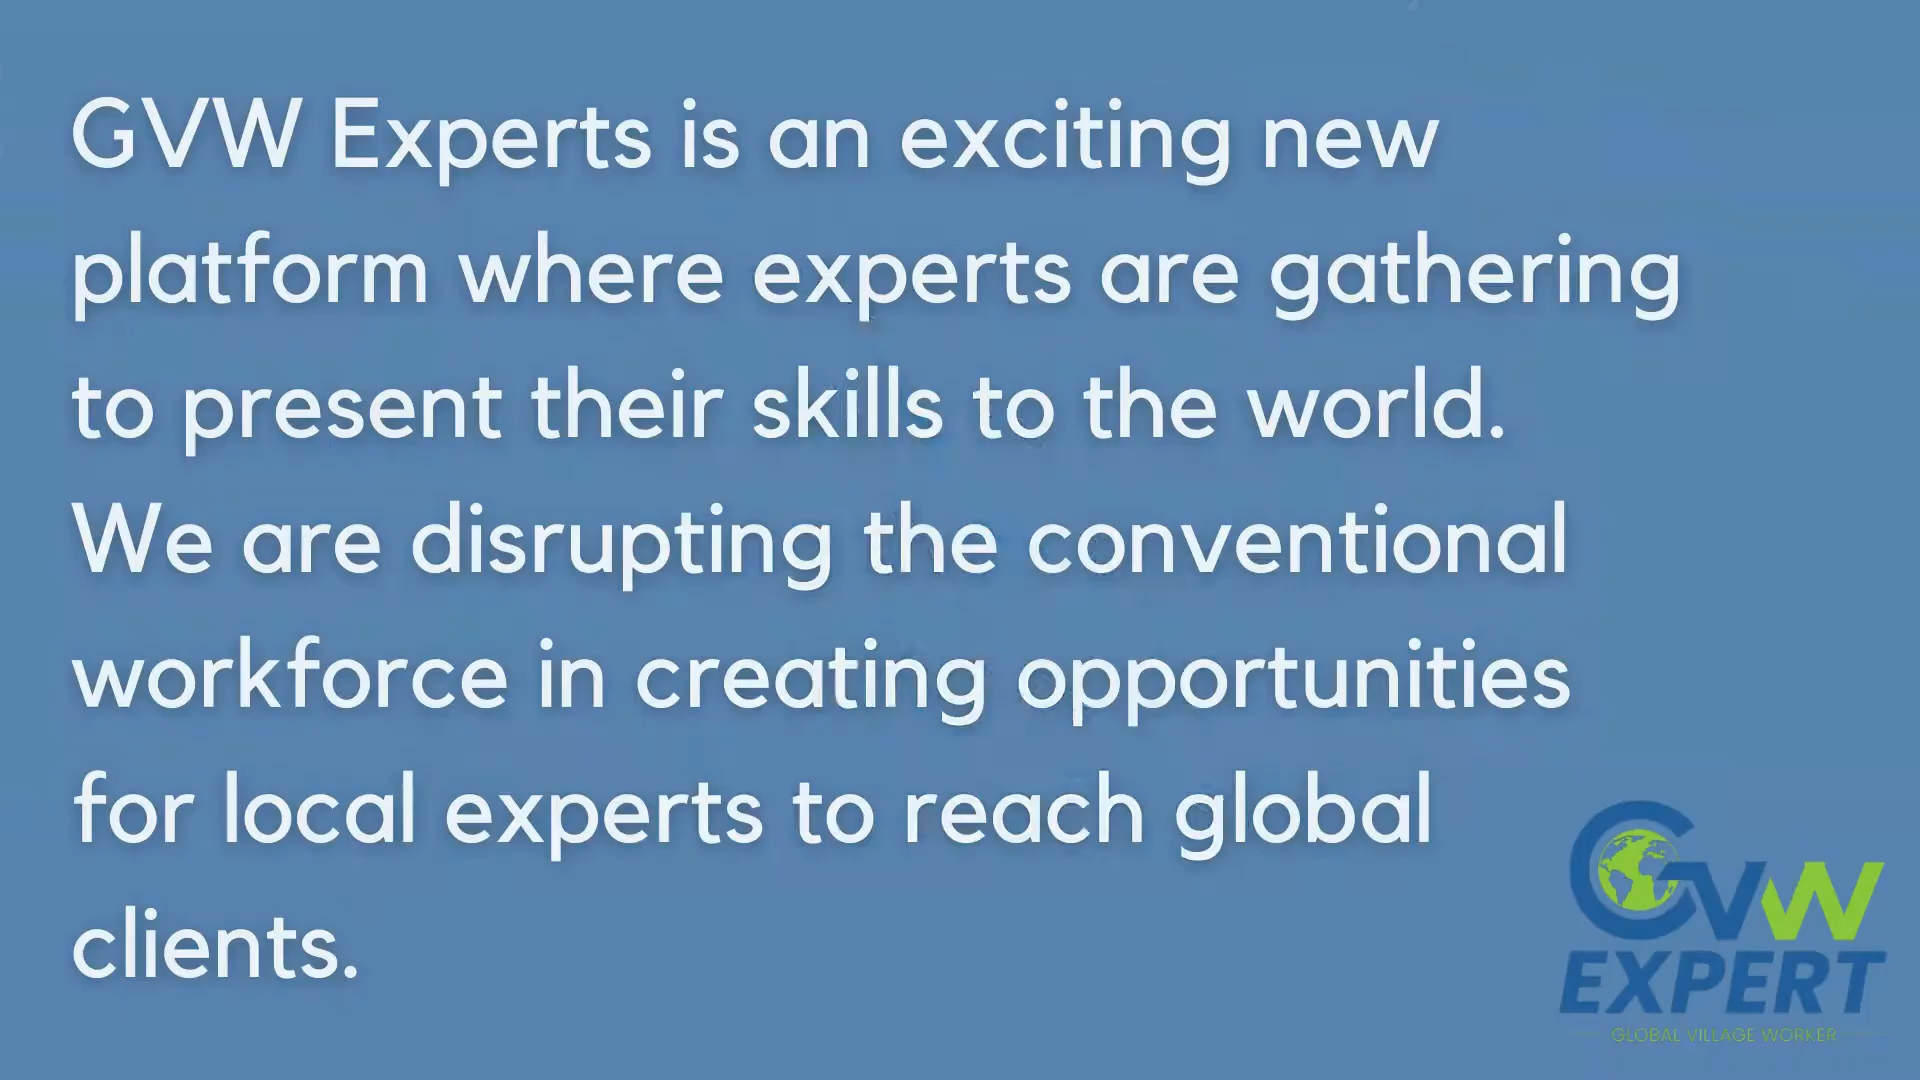 GVW Experts is an exciting new
platform where experts are gathering
to present their skills to the world.
We are disrupting the conventional
workforce in creating opportunities
for local experts to reach global
clients.
GVW
EXPERT
GLOBAL VILLAGE WORKER